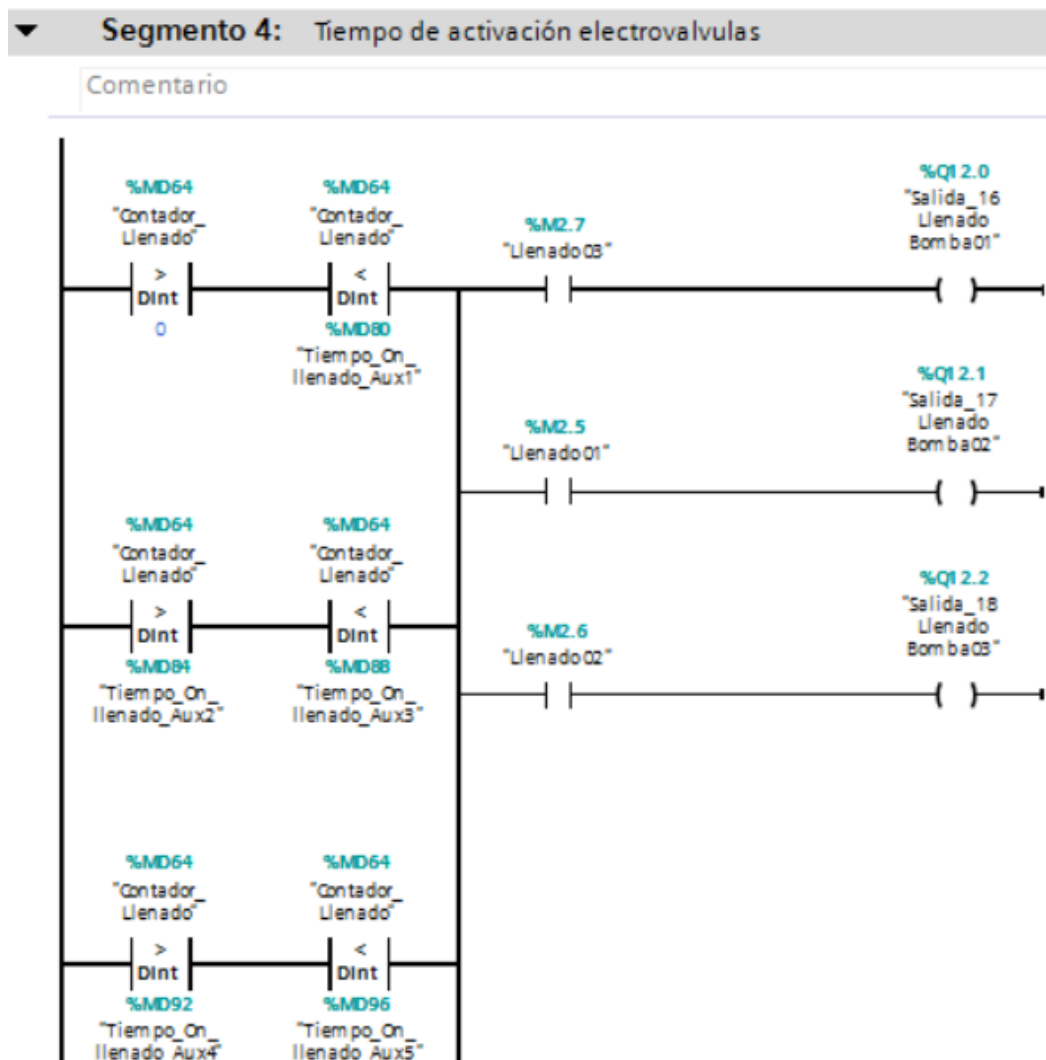 Segmento 4: Tiempo de activación electrovalvulas
Comentario
%MD64
"Contador_
Llenado"
>
DInt
0
%MD64
"Contador_
Llenado"
<
DInt
%MD80
"Tiempo_On_
llenado_Aux1"
%M2.7
"Llenado03"
%Q12.0
"Salida_16
Llenado
Bomba01"
%M2.5
"Llenado01"
%Q12.1
"Salida_17
Llenado
Bomba02"
%MD64
"Contador_
Llenado"
>
DInt
%MD84
"Tiempo_On_
llenado_Aux2"
%MD64
"Contador_
Llenado"
<
DInt
%MD88
"Tiempo_On_
llenado_Aux3"
%M2.6
"Llenado02"
%Q12.2
"Salida_18
Llenado
Bomba03"
%MD64
"Contador_
Llenado"
>
DInt
%MD92
"Tiempo_On_
llenado_Aux4"
%MD64
"Contador_
Llenado"
<
DInt
%MD96
"Tiempo_On_
llenado_Aux5"